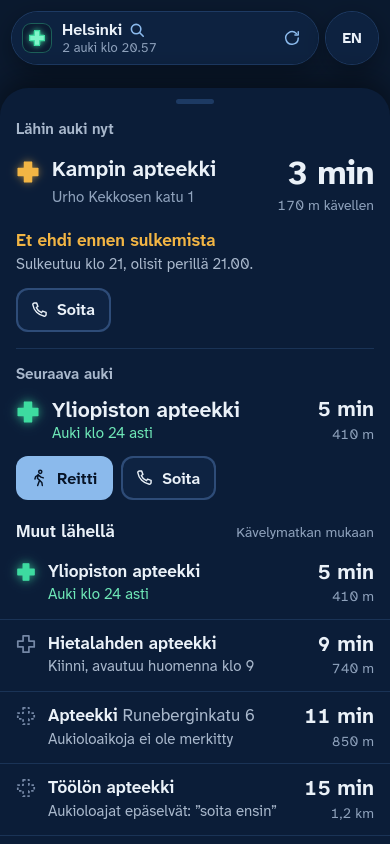 Helsinki
2 auki klo 20.57
EN
Lähin auki nyt
Kampin apteekki
3 min
Urho Kekkosen katu 1
170 m kävellen
Et ehdi ennen sulkemista
Sulkeutuu klo 21, olisit perillä 21.00.
Soita
Seuraava auki
Yliopiston apteekki
5 min
Auki klo 24 asti
410 m
Reitti
Soita
Muut lähellä
Kävelymatkan mukaan
Yliopiston apteekki
5 min
Auki klo 24 asti
410 m
Hietalahden apteekki
9 min
Kiinni, avautuu huomenna klo 9
740 m
Apteekki Runeberginkatu 6
11 min
Aukioloaikoja ei ole merkitty
850 m
Töölön apteekki
15 min
Aukioloajat epäselvät: ”soita ensin”
1,2 km